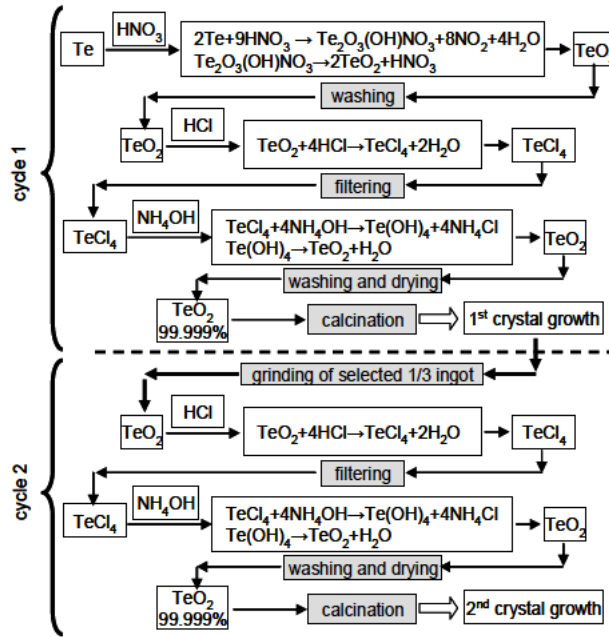 HNO₃
Te
2Te+9HNO₃ → Te₂O₃(OH)NO₃+8NO₂+4H₂O
Te₂O₃(OH)NO₃→2TeO₂+HNO₃
TeO₂
washing
cycle 1
TeO₂
HCl
TeO₂+4HCl→TeCl₄+2H₂O
TeCl₄
filtering
TeCl₄
NH₄OH
TeCl₄+4NH₄OH→Te(OH)₄+4NH₄Cl
Te(OH)₄→TeO₂+H₂O
TeO₂
washing and drying
TeO₂
99.999%
calcination
1st crystal growth
grinding of selected 1/3 ingot
cycle 2
TeO₂
HCl
TeO₂+4HCl→TeCl₄+2H₂O
TeCl₄
filtering
TeCl₄
NH₄OH
TeCl₄+4NH₄OH→Te(OH)₄+4NH₄Cl
Te(OH)₄→TeO₂+H₂O
TeO₂
washing and drying
TeO₂
99.999%
calcination
2nd crystal growth